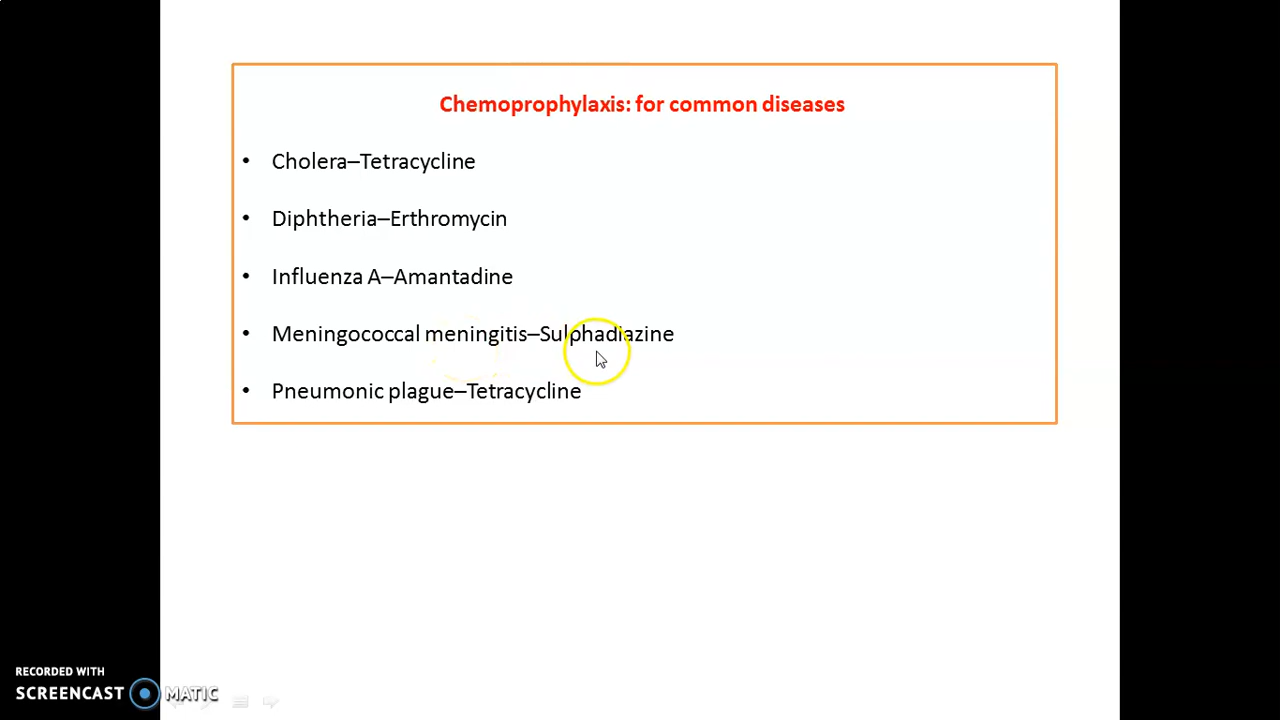 Chemoprophylaxis: for common diseases
• Cholera–Tetracycline
• Diphtheria–Erthromycin
• Influenza A–Amantadine
• Meningococcal meningitis–Sulphadiazine
• Pneumonic plague–Tetracycline
RECORDED WITH
SCREENCAST MATIC